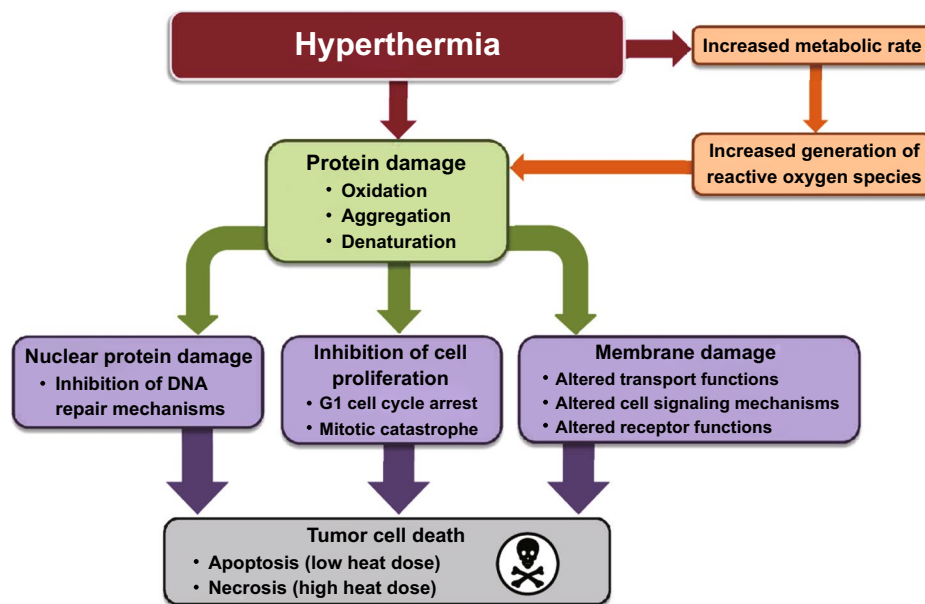 Hyperthermia
Increased metabolic rate
Increased generation of
reactive oxygen species
Protein damage
• Oxidation
• Aggregation
• Denaturation
Nuclear protein damage
• Inhibition of DNA
repair mechanisms
Inhibition of cell
proliferation
• G1 cell cycle arrest
• Mitotic catastrophe
Membrane damage
• Altered transport functions
• Altered cell signaling mechanisms
• Altered receptor functions
Tumor cell death
• Apoptosis (low heat dose)
• Necrosis (high heat dose)